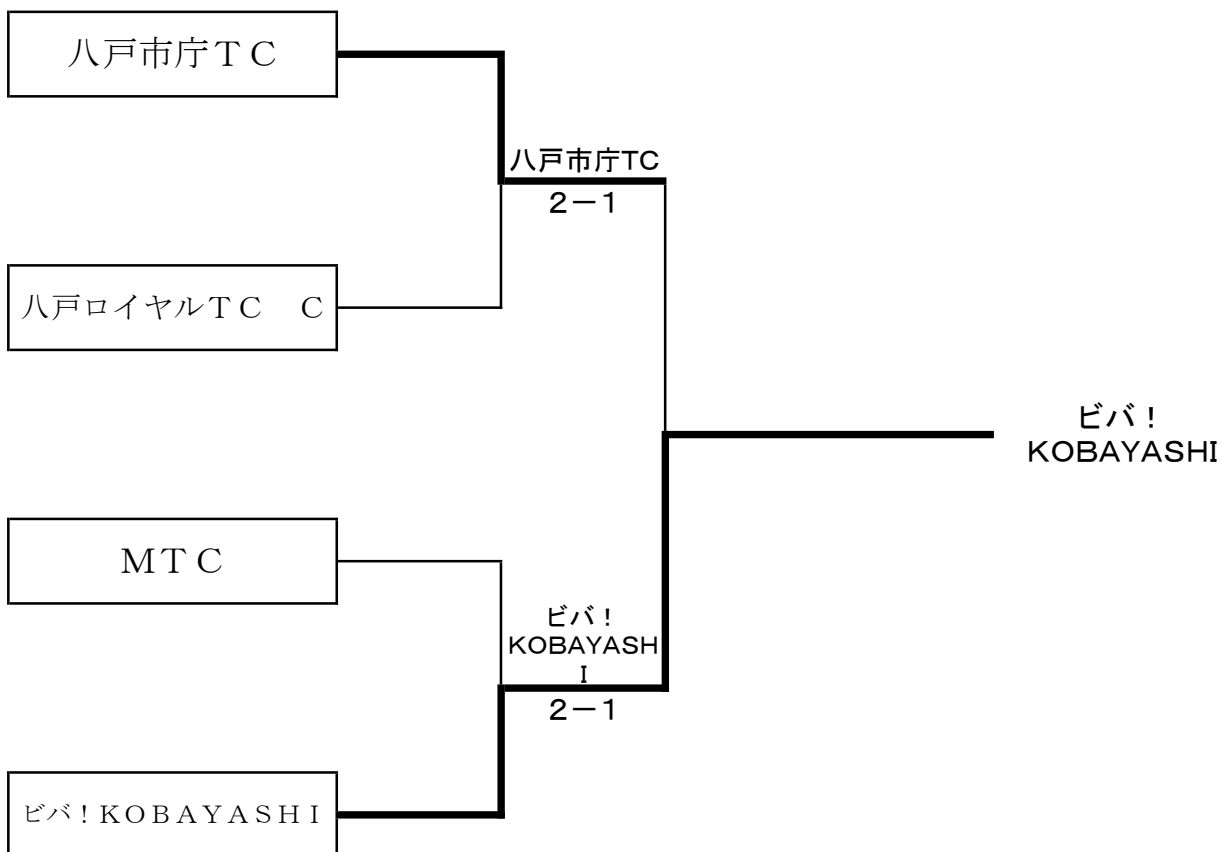 八戸市庁ＴＣ
八戸市庁TC
2－1
八戸ロイヤルＴＣ　Ｃ
ビバ！
KOBAYASHI
ＭＴＣ
ビバ！
KOBAYASH
I
2－1
ビバ！ＫＯＢＡＹＡＳＨＩ